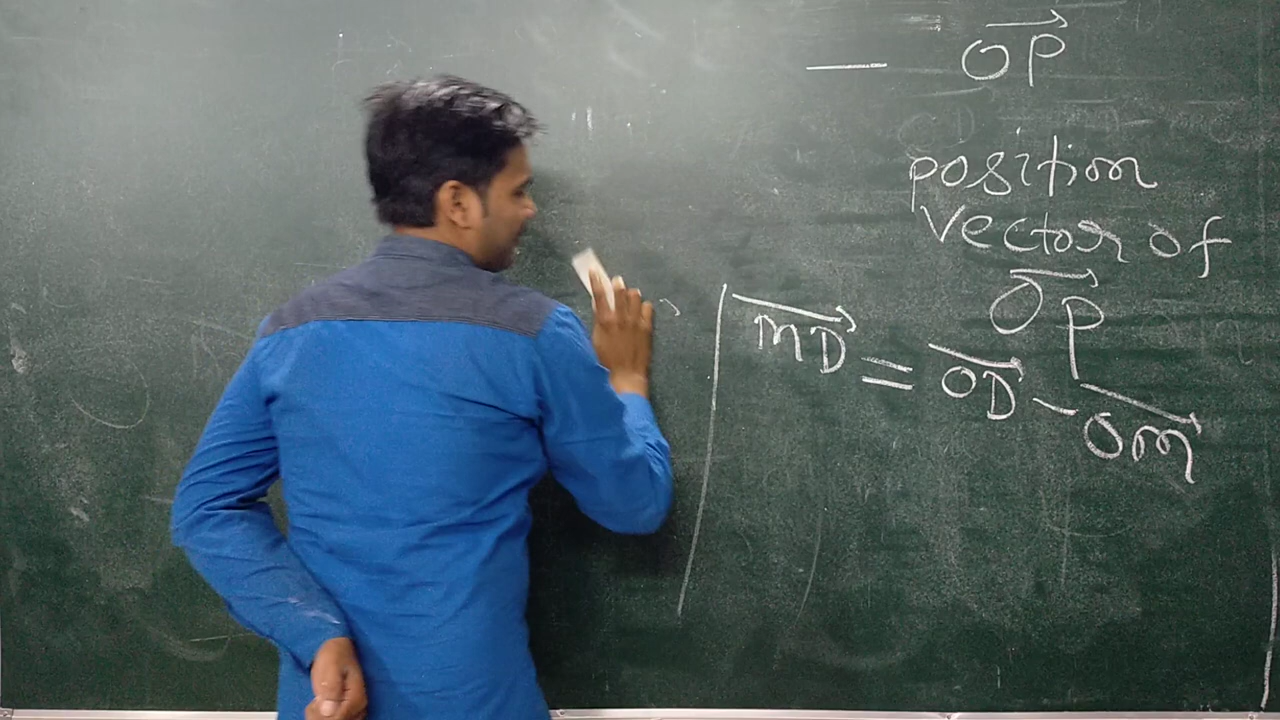 — OP
position
vector of
OP
mD = OD - Om